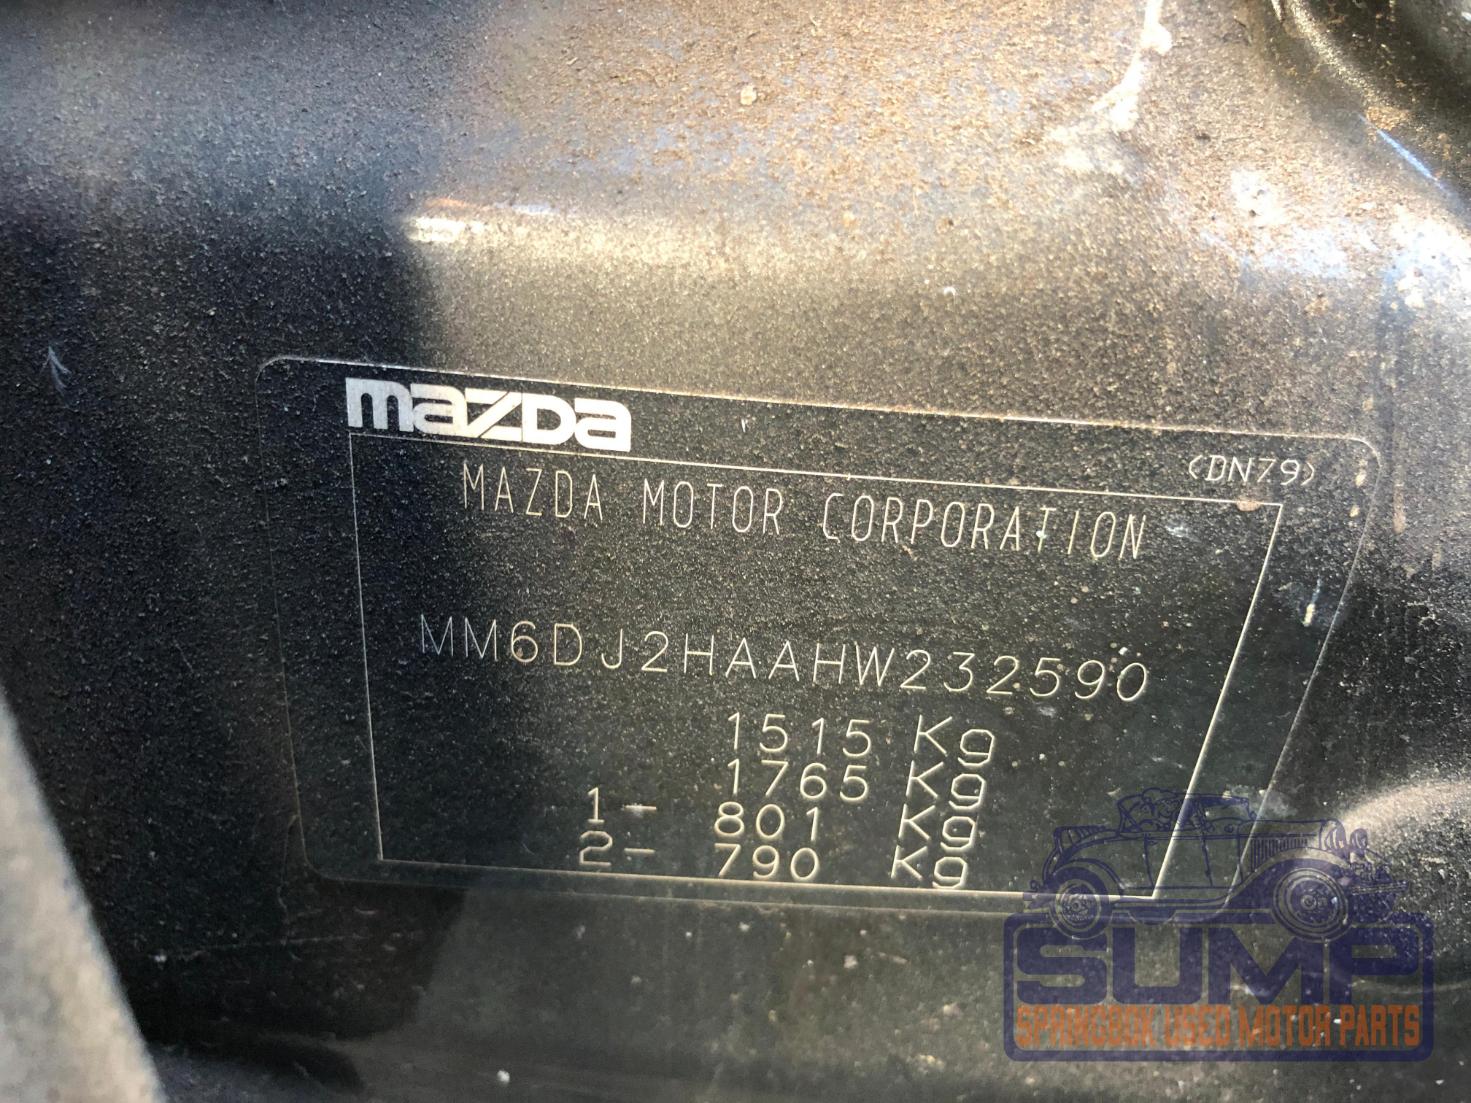 mazda
<DN79>
MAZDA MOTOR CORPORATION
MM6DJ2HAAHW232590
1515 Kg
1765 Kg
1- 801 Kg
2- 790 Kg
SUMP
SPRINGBOK USED MOTOR PARTS